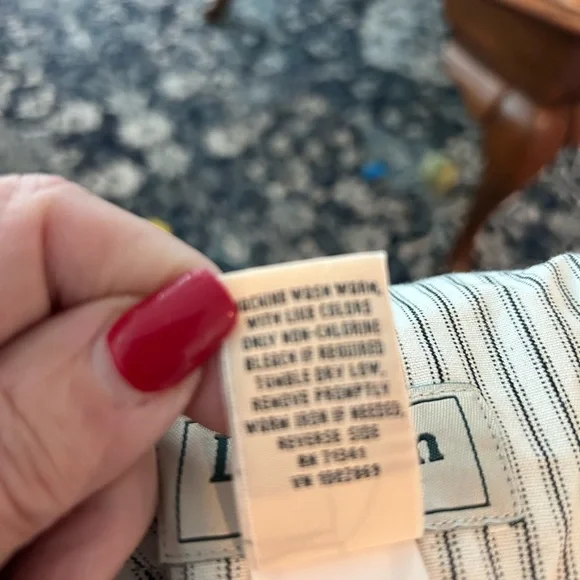 MACHINE WASH WARM,
WITH LIKE COLORS
ONLY NON-CHLORINE
BLEACH IF REQUIRED
TUMBLE DRY LOW,
REMOVE PROMPTLY
WARM IRON IF NEEDED,
REVERSE SIDE
RN 71341